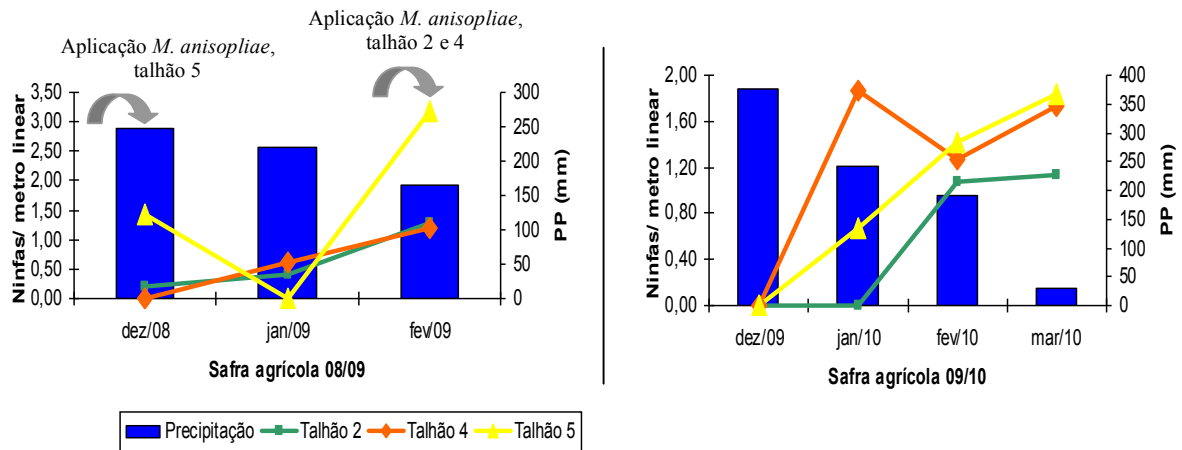 Aplicação M. anisopliae,
talhão 5
Aplicação M. anisopliae,
talhão 2 e 4
Ninfas/ metro linear
3,50
3,00
2,50
2,00
1,50
1,00
0,50
0,00
300
250
200
150
100
50
0
PP (mm)
dez/08 jan/09 fev/09
Safra agrícola 08/09
Ninfas/ metro linear
2,00
1,60
1,20
0,80
0,40
0,00
400
350
300
250
200
150
100
50
0
PP (mm)
dez/09 jan/10 fev/10 mar/10
Safra agrícola 09/10
Precipitação Talhão 2 Talhão 4 Talhão 5